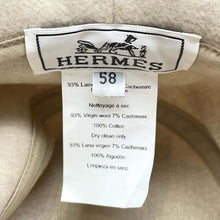 HERMES
58
93% Laine 7% Cachemire
Nettoyage à sec
93% Virgin wool 7% Cashmere
100% Cotton
Dry clean only
93% Lana virgen 7% Cachemira
100% Algodón
Limpieza en seco